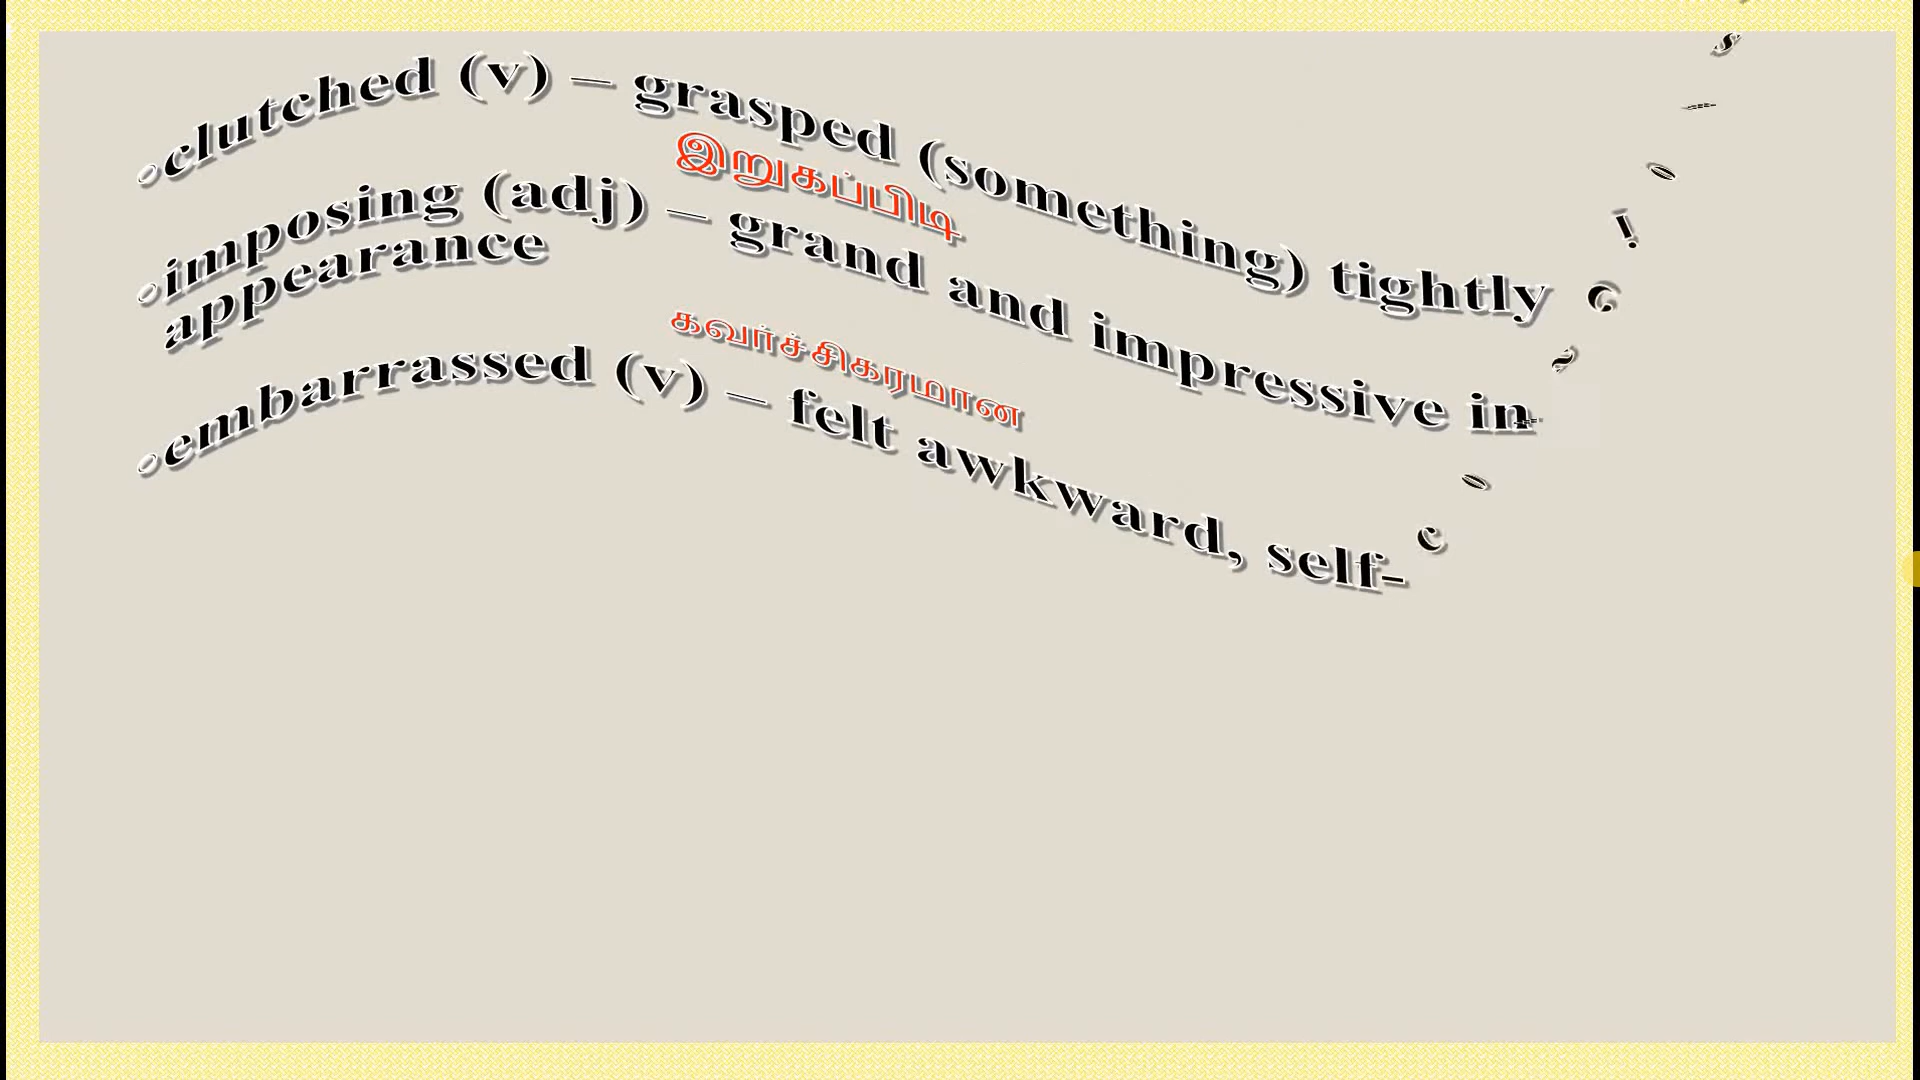 clutched (v) – grasped (something) tightly
இறுகப்பிடி
imposing (adj) – grand and impressive in
appearance
கவர்ச்சிகரமான
embarrassed (v) – felt awkward, self-